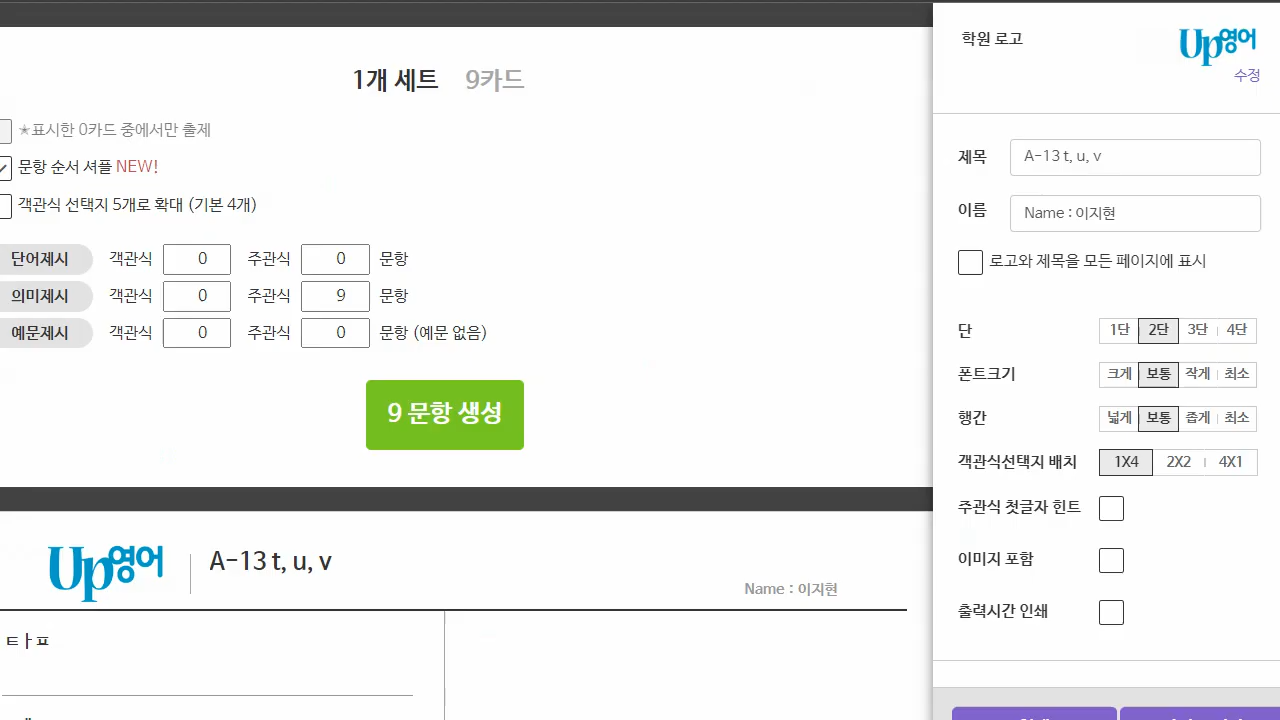 1개 세트 9카드
★표시한 0카드 중에서만 출제
문항 순서 셔플 NEW!
객관식 선택지 5개로 확대 (기본 4개)
단어제시 객관식 0 주관식 0 문항
의미제시 객관식 0 주관식 9 문항
예문제시 객관식 0 주관식 0 문항 (예문 없음)
9 문항 생성
Up영어 A-13 t, u, v
Name : 이지현
ㅌㅏㅍ
학원 로고 Up영어
수정
제목 A-13 t, u, v
이름 Name : 이지현
로고와 제목을 모든 페이지에 표시
단 1단 2단 3단 4단
폰트크기 크게 보통 작게 최소
행간 넓게 보통 좁게 최소
객관식선택지 배치 1X4 2X2 4X1
주관식 첫글자 힌트
이미지 포함
출력시간 인쇄